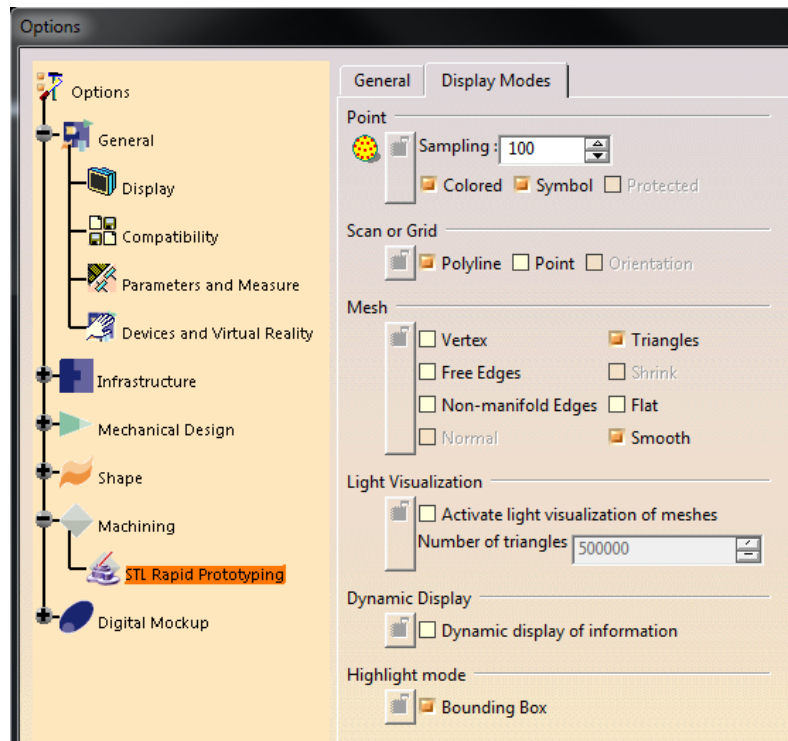 Options
Options
General
Display
Compatibility
Parameters and Measure
Devices and Virtual Reality
Infrastructure
Mechanical Design
Shape
Machining
STL Rapid Prototyping
Digital Mockup
General Display Modes
Point
Sampling : 100
Colored Symbol Protected
Scan or Grid
Polyline Point Orientation
Mesh
Vertex Triangles
Free Edges Shrink
Non-manifold Edges Flat
Normal Smooth
Light Visualization
Activate light visualization of meshes
Number of triangles 500000
Dynamic Display
Dynamic display of information
Highlight mode
Bounding Box